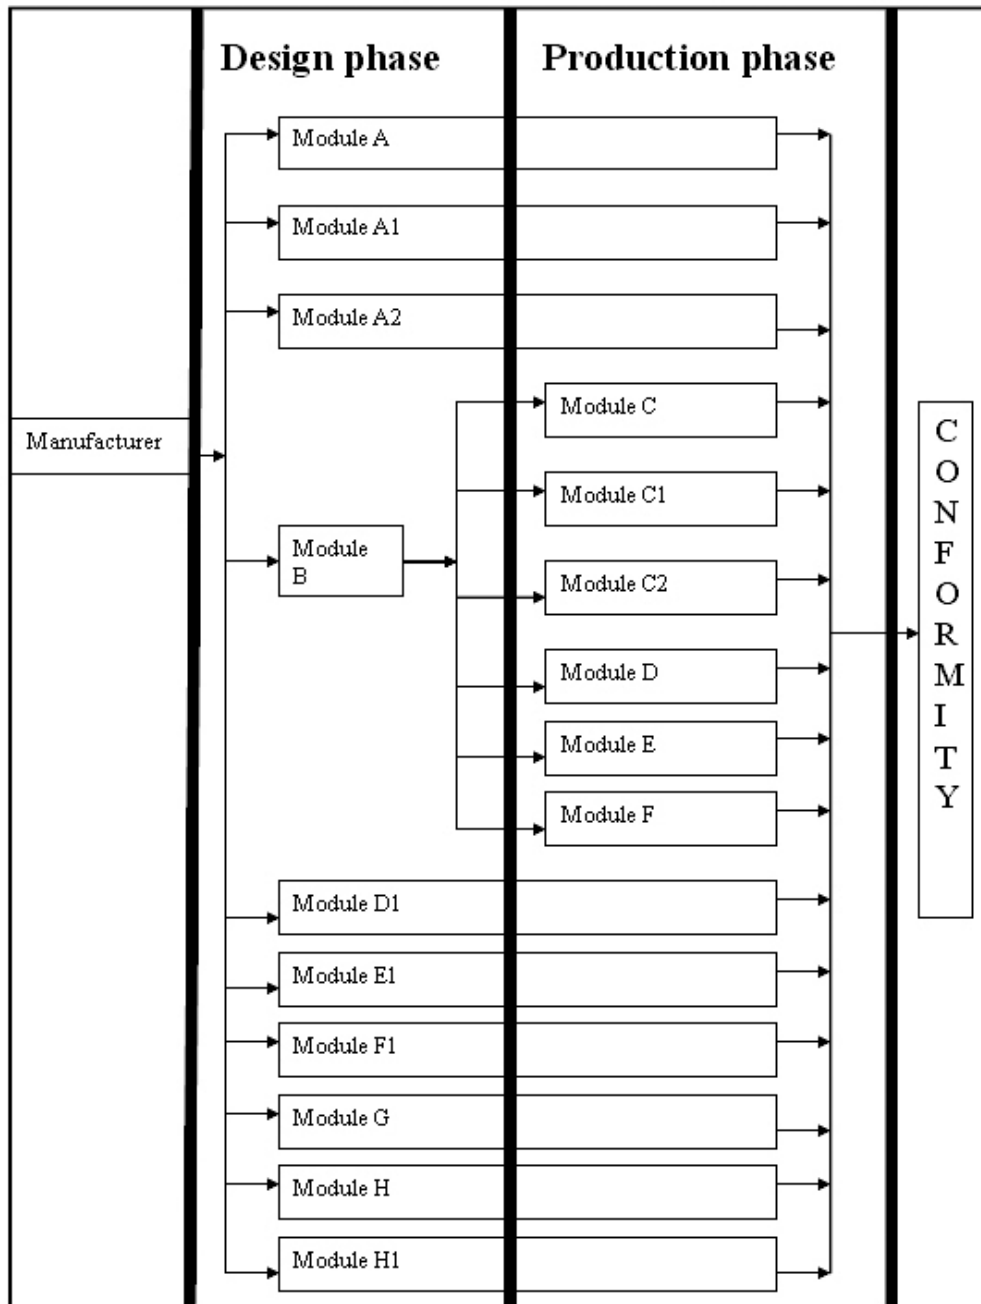 Design phase
Production phase
Module A
Module A1
Module A2
Manufacturer
Module
B
Module C
Module C1
Module C2
Module D
Module E
Module F
Module D1
Module E1
Module F1
Module G
Module H
Module H1
C
O
N
F
O
R
M
I
T
Y